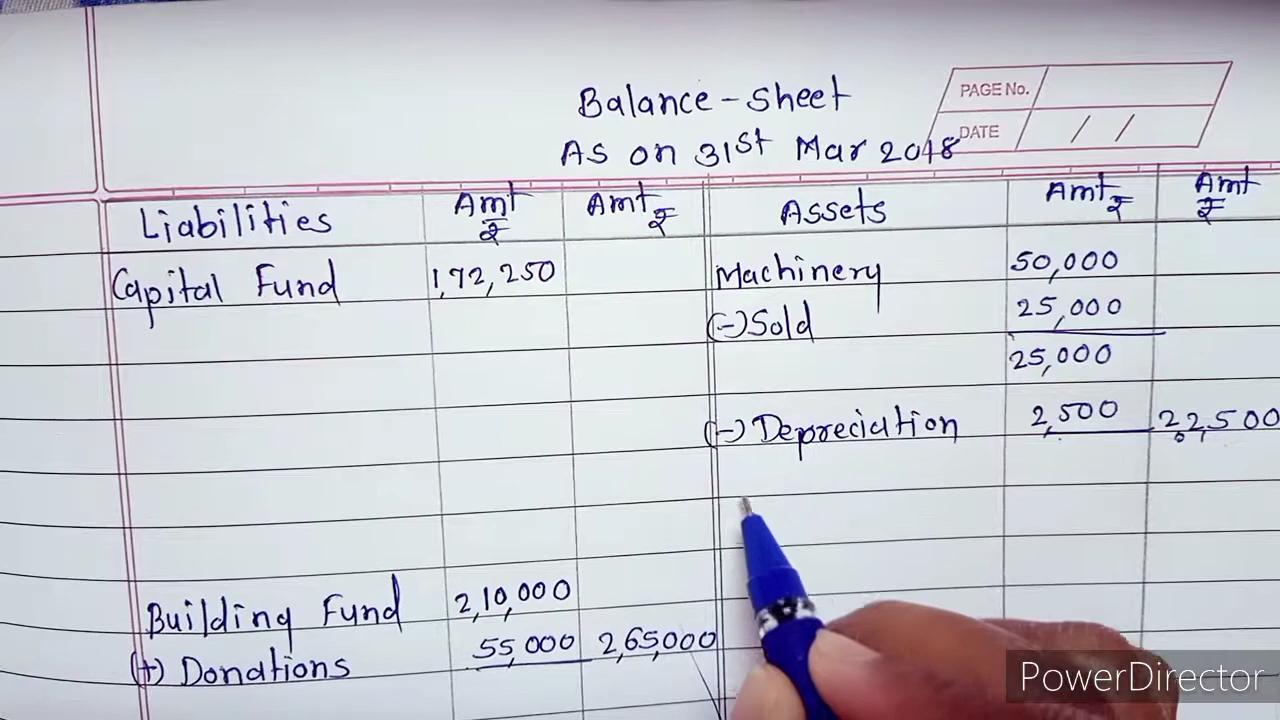 Balance-Sheet
PAGE No.
As on 31st Mar 2018
DATE / /
Liabilities Amt ₹ Amt ₹ Assets Amt ₹ Amt ₹
Capital Fund 1,72,250 Machinery 50,000
(-) Sold 25,000
25,000
(-) Depreciation 2,500 22,500
Building Fund 2,10,000
(+) Donations 55,000 2,65,000
PowerDirector